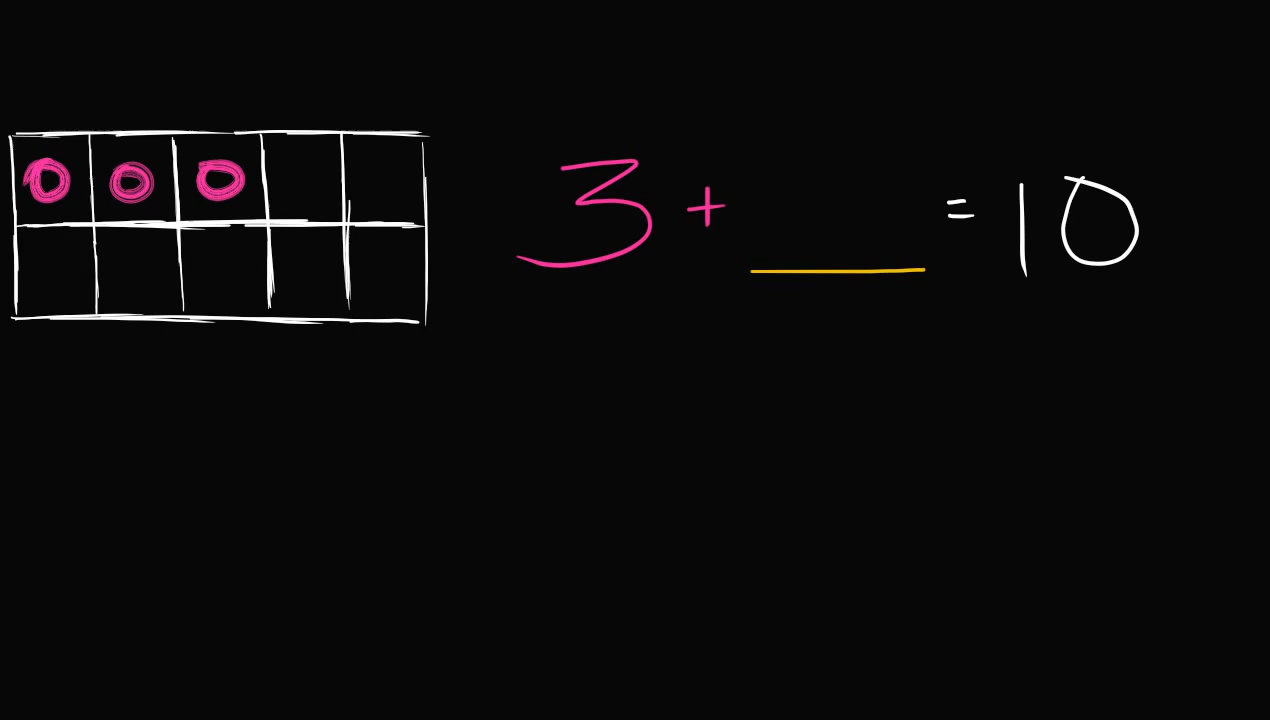 3 + ___ = 10